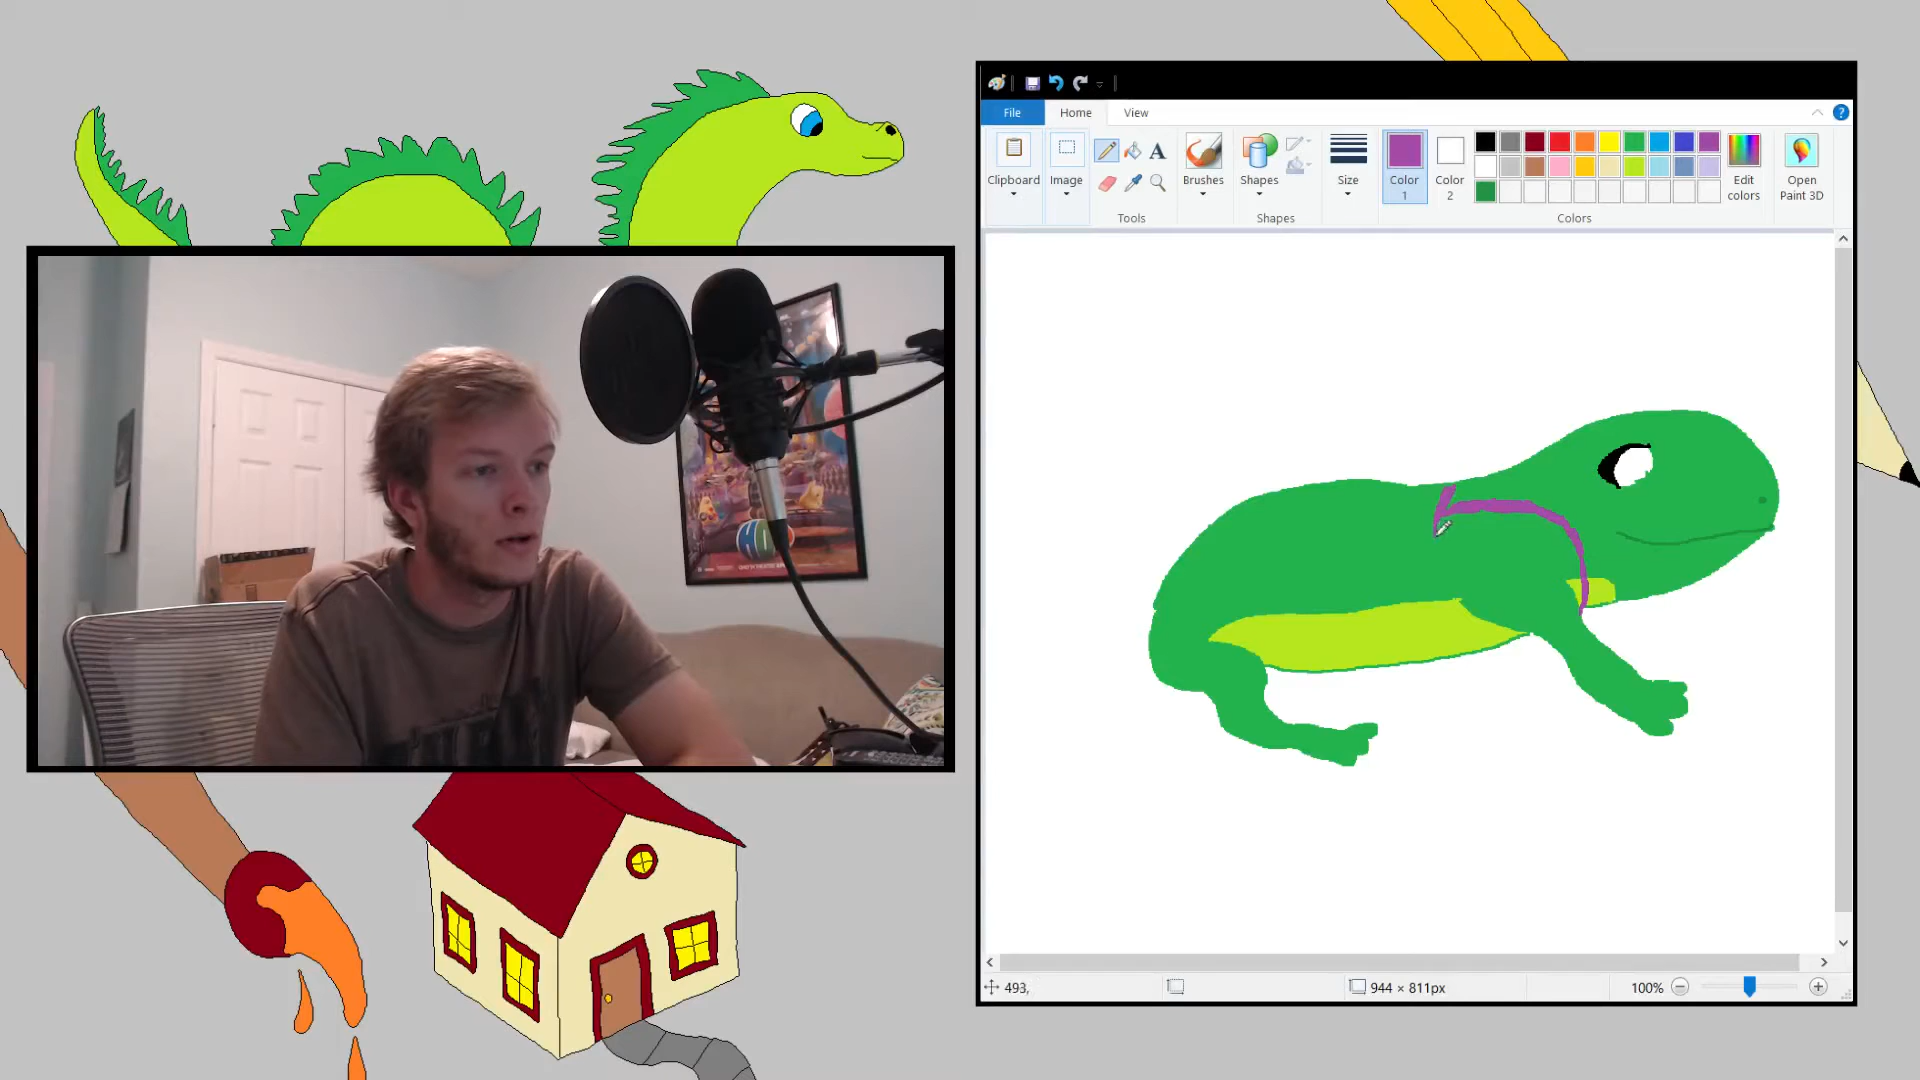 File Home View
Clipboard Image Tools Brushes Shapes Shapes Size Color 1 Color 2 Colors Edit colors Open Paint 3D
A
?
493,
944 × 811px
100%